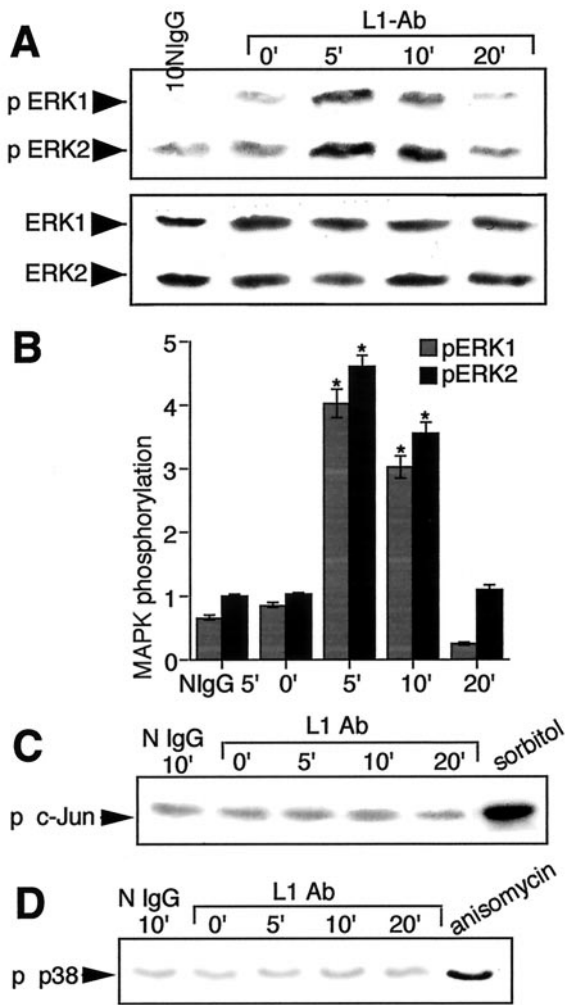 A
10NIgG
L1-Ab
0' 5' 10' 20'
p ERK1
p ERK2
ERK1
ERK2
B
5
4
3
2
1
0
MAPK phosphorylation
pERK1
pERK2
* * * *
NIgG 5' 0' 5' 10' 20'
C
N IgG
10'
L1 Ab
0' 5' 10' 20'
sorbitol
p c-Jun
D
N IgG
10'
L1 Ab
0' 5' 10' 20'
anisomycin
p p38